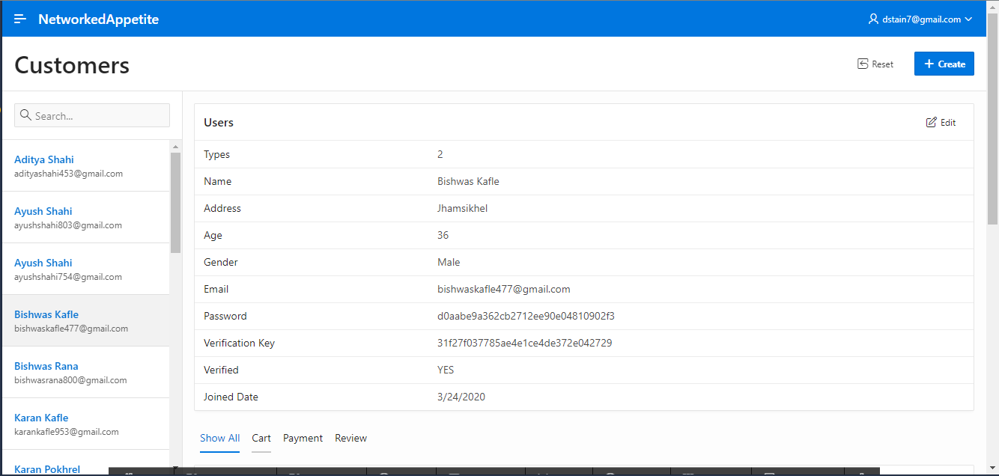 NetworkedAppetite
dstain7@gmail.com
Customers
Reset
Create
Search...
Aditya Shahi
adityashahi453@gmail.com
Ayush Shahi
ayushshahi803@gmail.com
Ayush Shahi
ayushshahi754@gmail.com
Bishwas Kafle
bishwaskafle477@gmail.com
Bishwas Rana
bishwasrana800@gmail.com
Karan Kafle
karankafle953@gmail.com
Karan Pokhrel
Users
Edit
Types 2
Name Bishwas Kafle
Address Jhamsikhel
Age 36
Gender Male
Email bishwaskafle477@gmail.com
Password d0aabe9a362cb2712ee90e04810902f3
Verification Key 31f27f037785ae4e1ce4de372e042729
Verified YES
Joined Date 3/24/2020
Show All Cart Payment Review